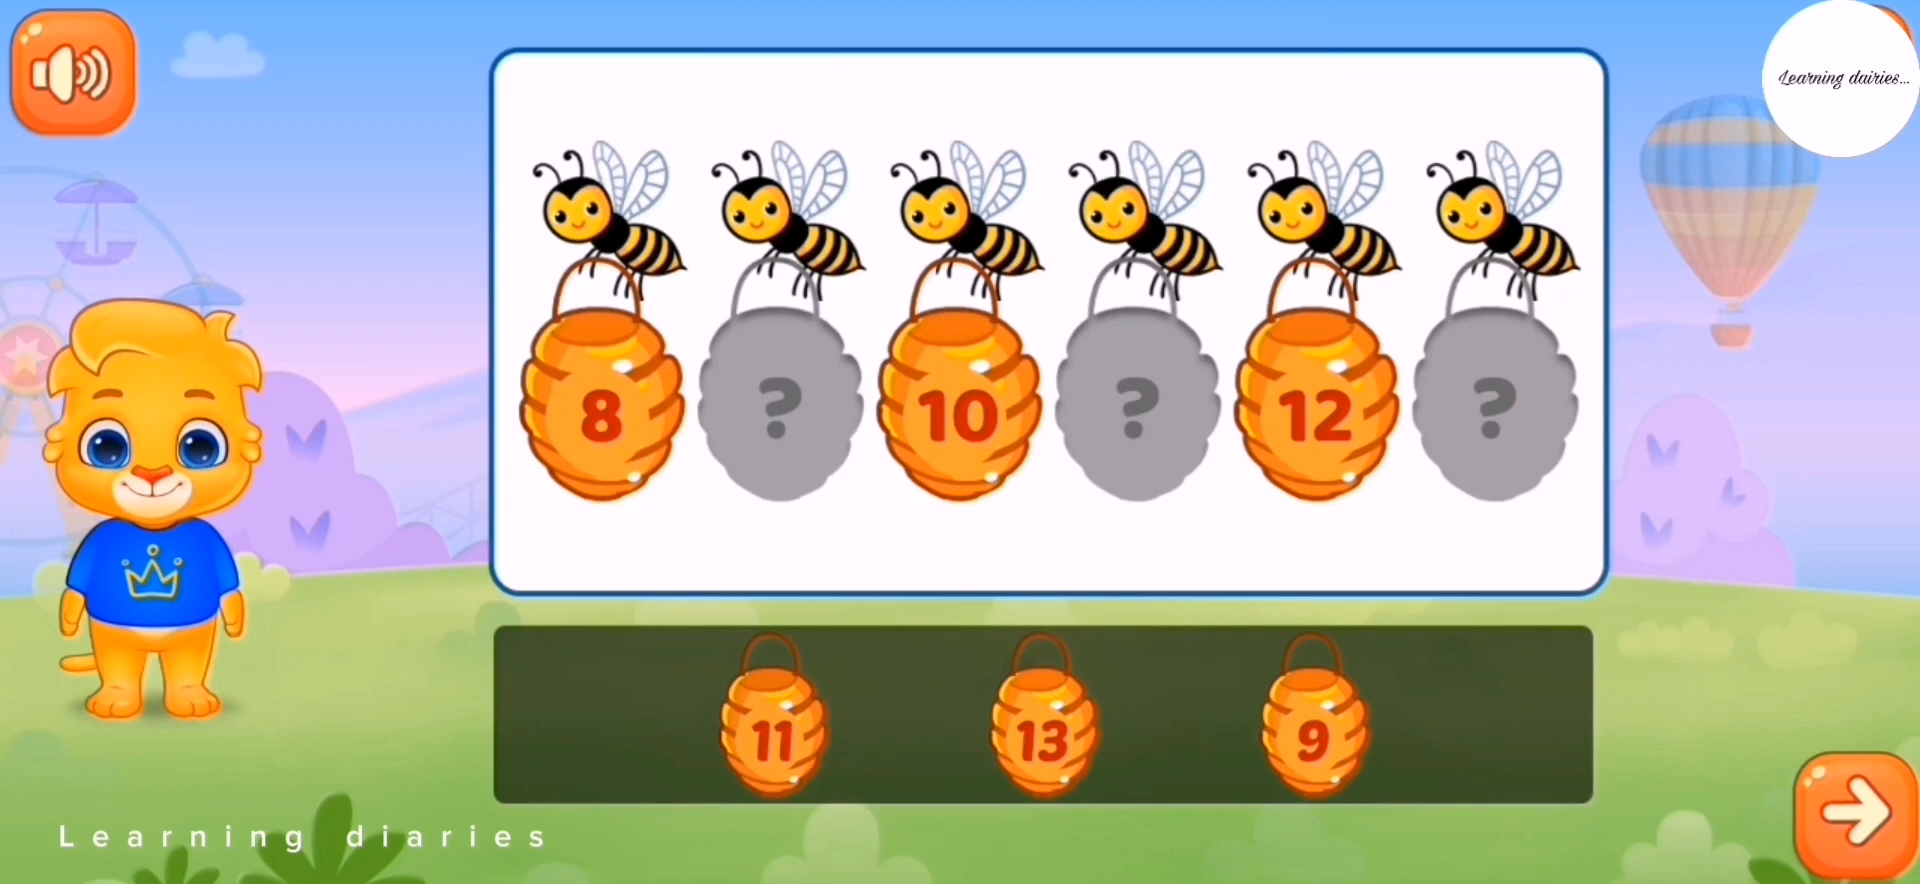 Learning dairies...
8 ? 10 ? 12 ?
11 13 9
Learning diaries